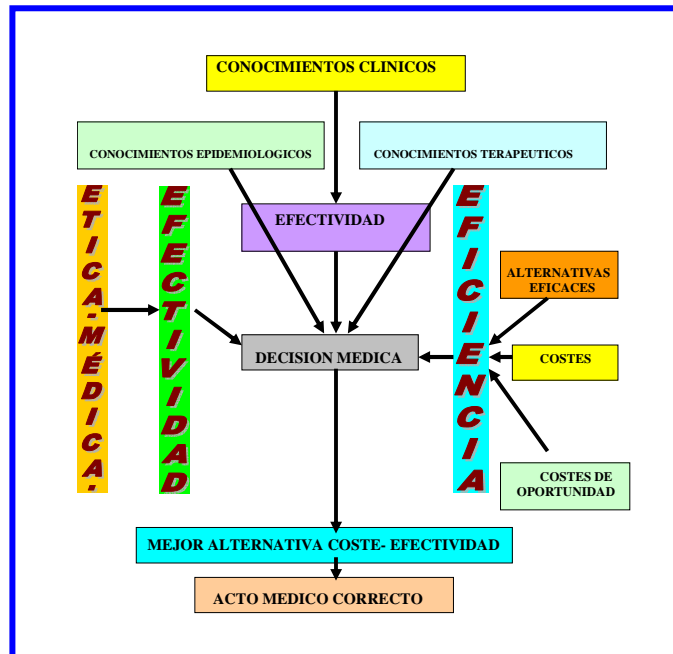 CONOCIMIENTOS CLINICOS
CONOCIMIENTOS EPIDEMIOLOGICOS
CONOCIMIENTOS TERAPEUTICOS
ETICA-MÉDICA.
EFECTIVIDAD
EFECTIVIDAD
EFICIENCIA
ALTERNATIVAS
EFICACES
DECISION MEDICA
COSTES
COSTES DE
OPORTUNIDAD
MEJOR ALTERNATIVA COSTE- EFECTIVIDAD
ACTO MEDICO CORRECTO